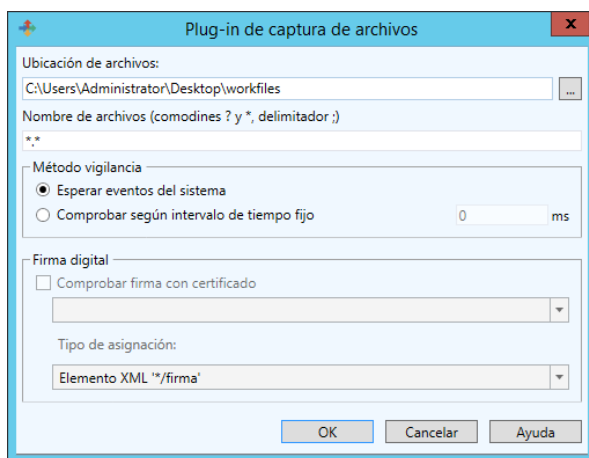 Plug-in de captura de archivos
x
Ubicación de archivos:
C:\Users\Administrator\Desktop\workfiles
...
Nombre de archivos (comodines ? y *, delimitador ;)
*.*
Método vigilancia
Esperar eventos del sistema
Comprobar según intervalo de tiempo fijo
0
ms
Firma digital
Comprobar firma con certificado
Tipo de asignación:
Elemento XML '*/firma'
OK
Cancelar
Ayuda